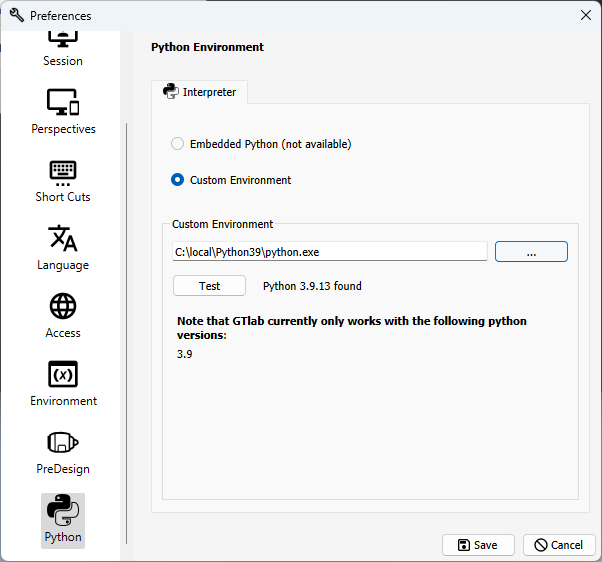 Preferences
Session
Perspectives
Short Cuts
Language
Access
(x)
Environment
PreDesign
Python
Python Environment
Interpreter
Embedded Python (not available)
Custom Environment
Custom Environment
C:\local\Python39\python.exe
...
Test
Python 3.9.13 found
Note that GTlab currently only works with the following python
versions:
3.9
Save
Cancel